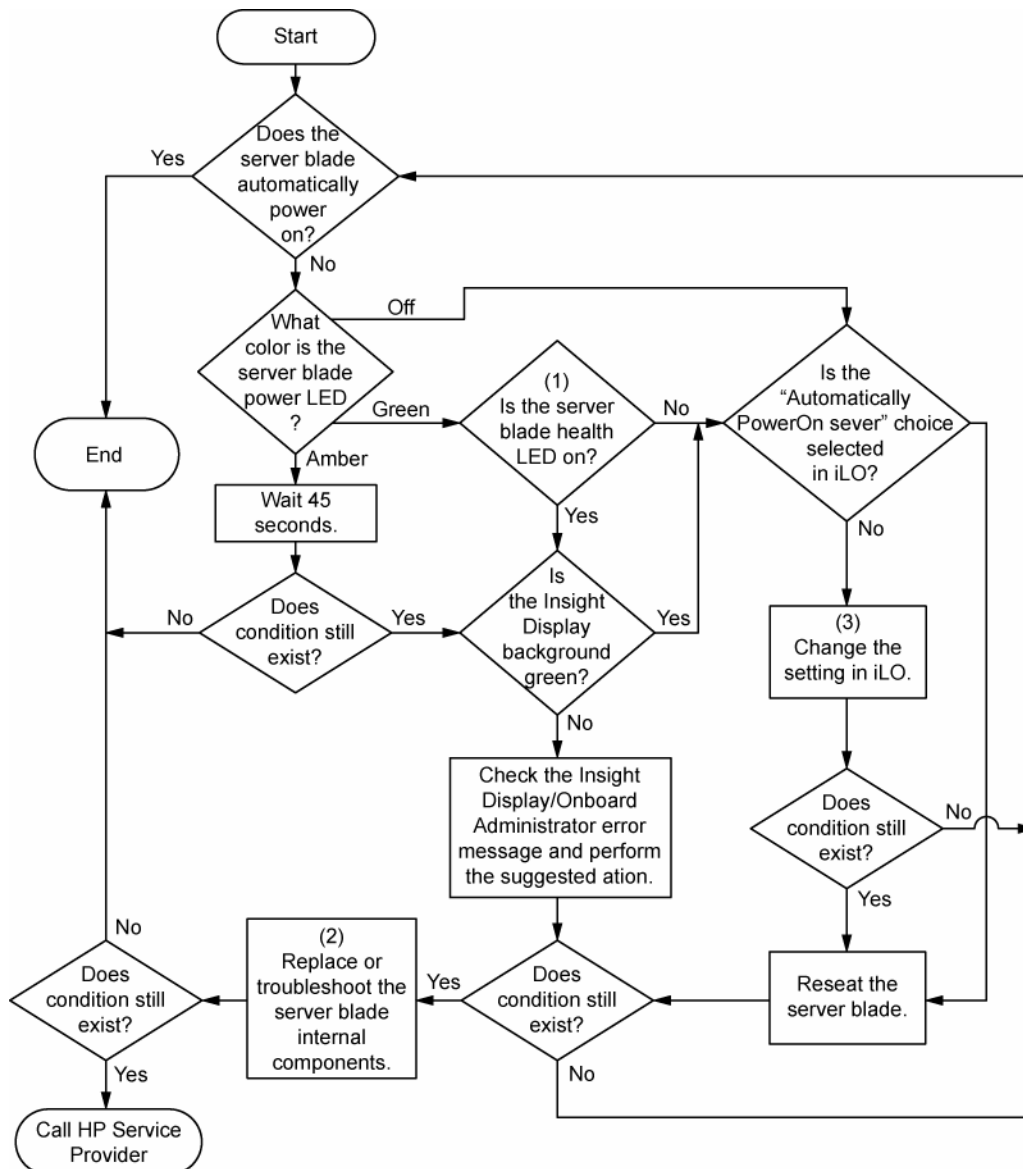 Start
Does the
server blade
automatically
power
on?
Yes
No
What
color is the
server blade
power LED
?
Off
Green
Amber
(1)
Is the server
blade health
LED on?
No
Yes
Is the
“Automatically
PowerOn sever” choice
selected
in iLO?
No
End
Wait 45
seconds.
Does
condition still
exist?
No
Yes
Is
the Insight
Display
background
green?
Yes
No
(3)
Change the
setting in iLO.
Check the Insight
Display/Onboard
Administrator error
message and perform
the suggested ation.
Does
condition still
exist?
No
Yes
Reseat the
server blade.
Does
condition still
exist?
Yes
No
(2)
Replace or
troubleshoot the
server blade
internal
components.
No
Does
condition still
exist?
Yes
Call HP Service
Provider